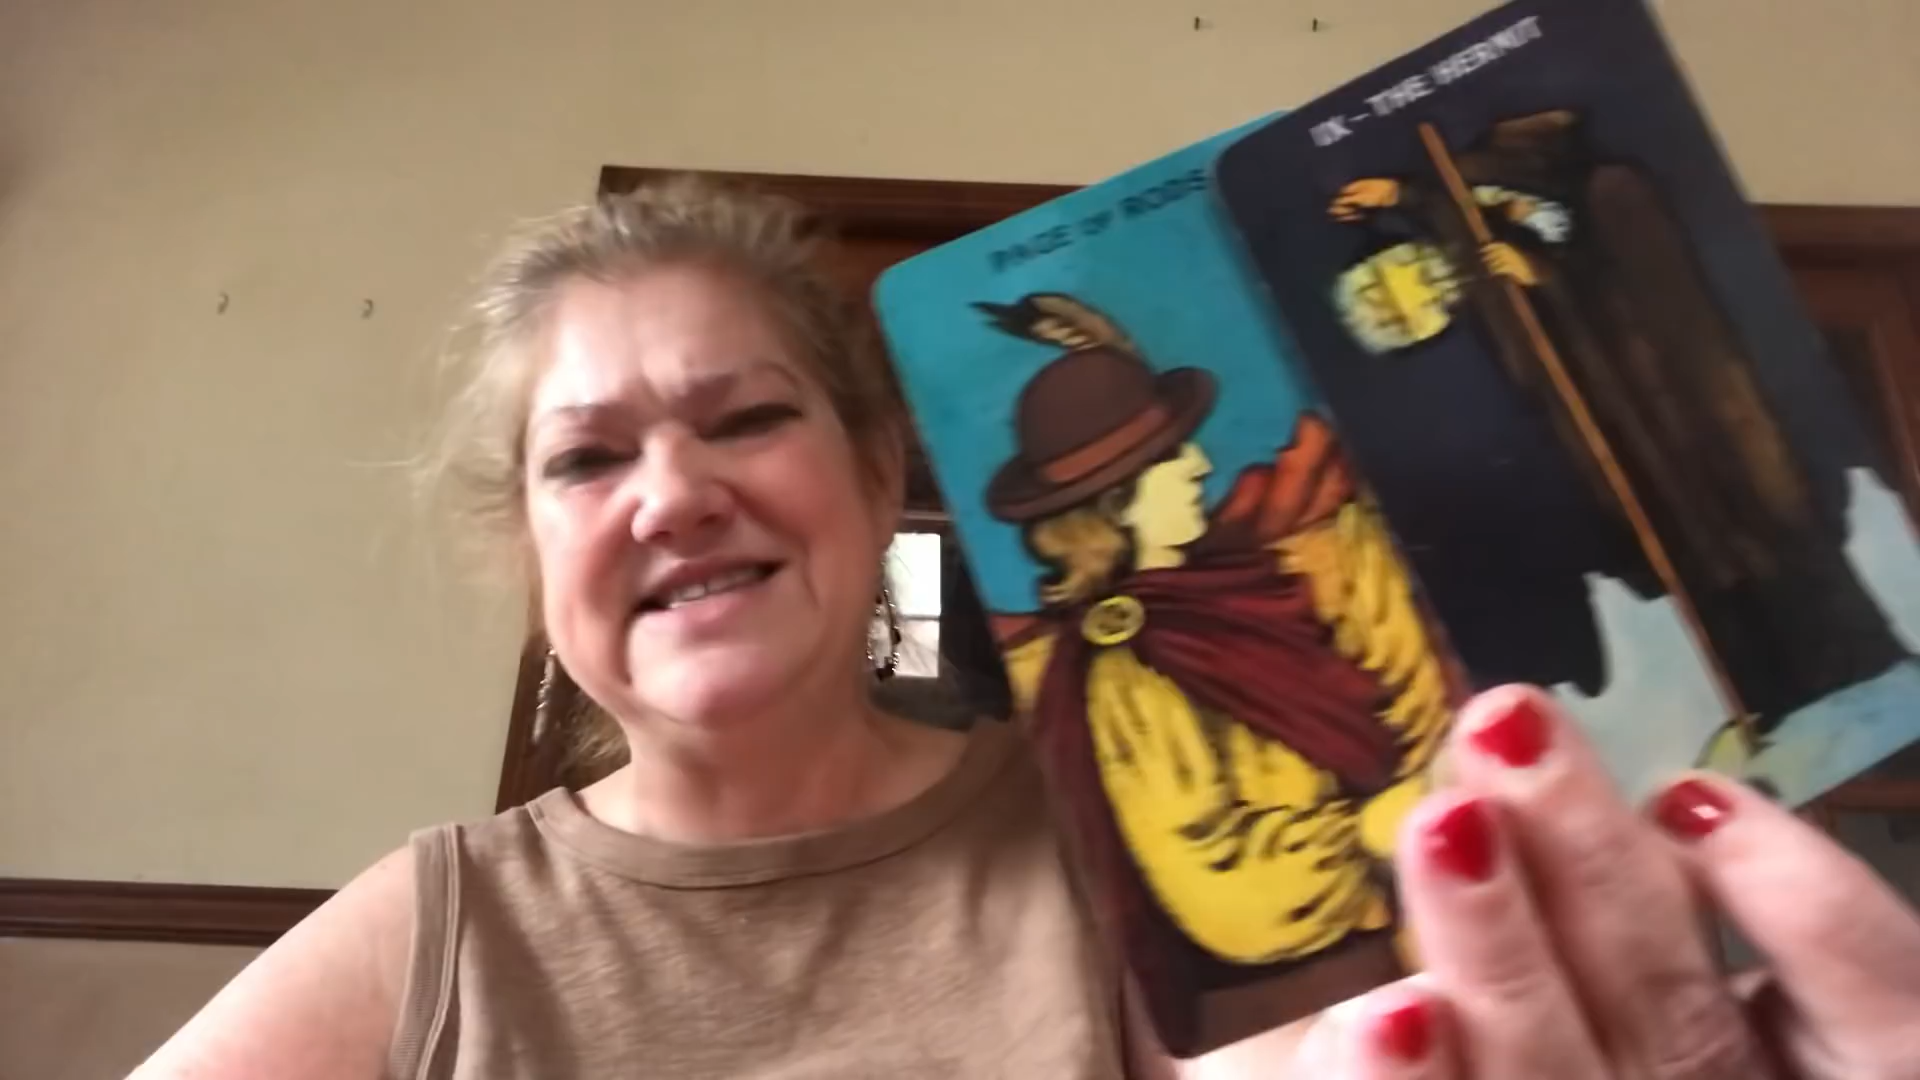 PAGE OF RODS
IX - THE HERMIT